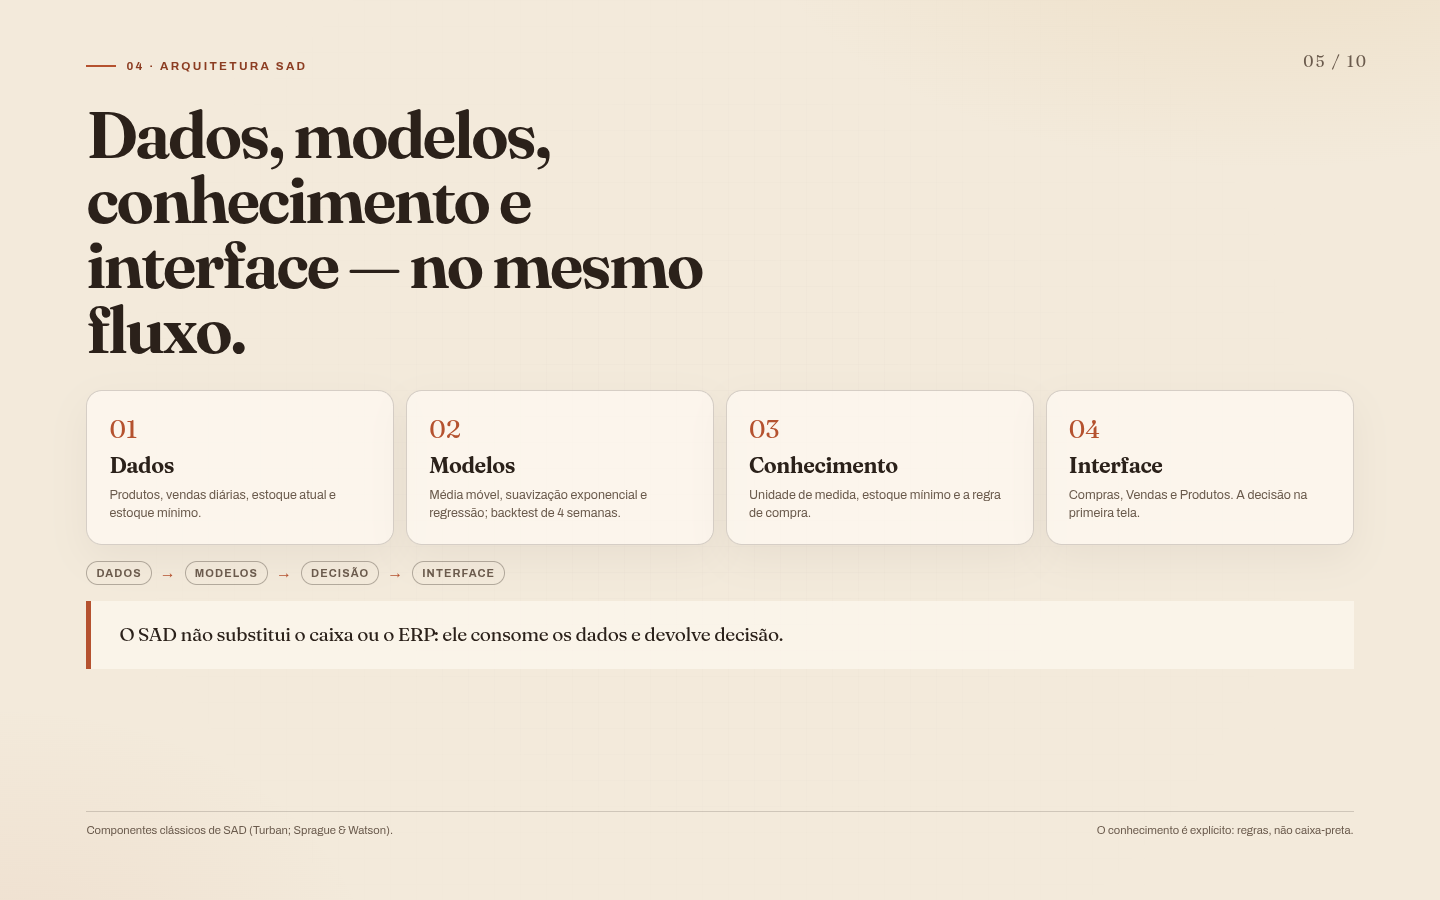 04 · ARQUITETURA SAD
05 / 10
Dados, modelos,
conhecimento e
interface — no mesmo
fluxo.
01
Dados
Produtos, vendas diárias, estoque atual e
estoque mínimo.
02
Modelos
Média móvel, suavização exponencial e
regressão; backtest de 4 semanas.
03
Conhecimento
Unidade de medida, estoque mínimo e a regra
de compra.
04
Interface
Compras, Vendas e Produtos. A decisão na
primeira tela.
DADOS → MODELOS → DECISÃO → INTERFACE
O SAD não substitui o caixa ou o ERP: ele consome os dados e devolve decisão.
Componentes clássicos de SAD (Turban; Sprague & Watson).
O conhecimento é explícito: regras, não caixa-preta.